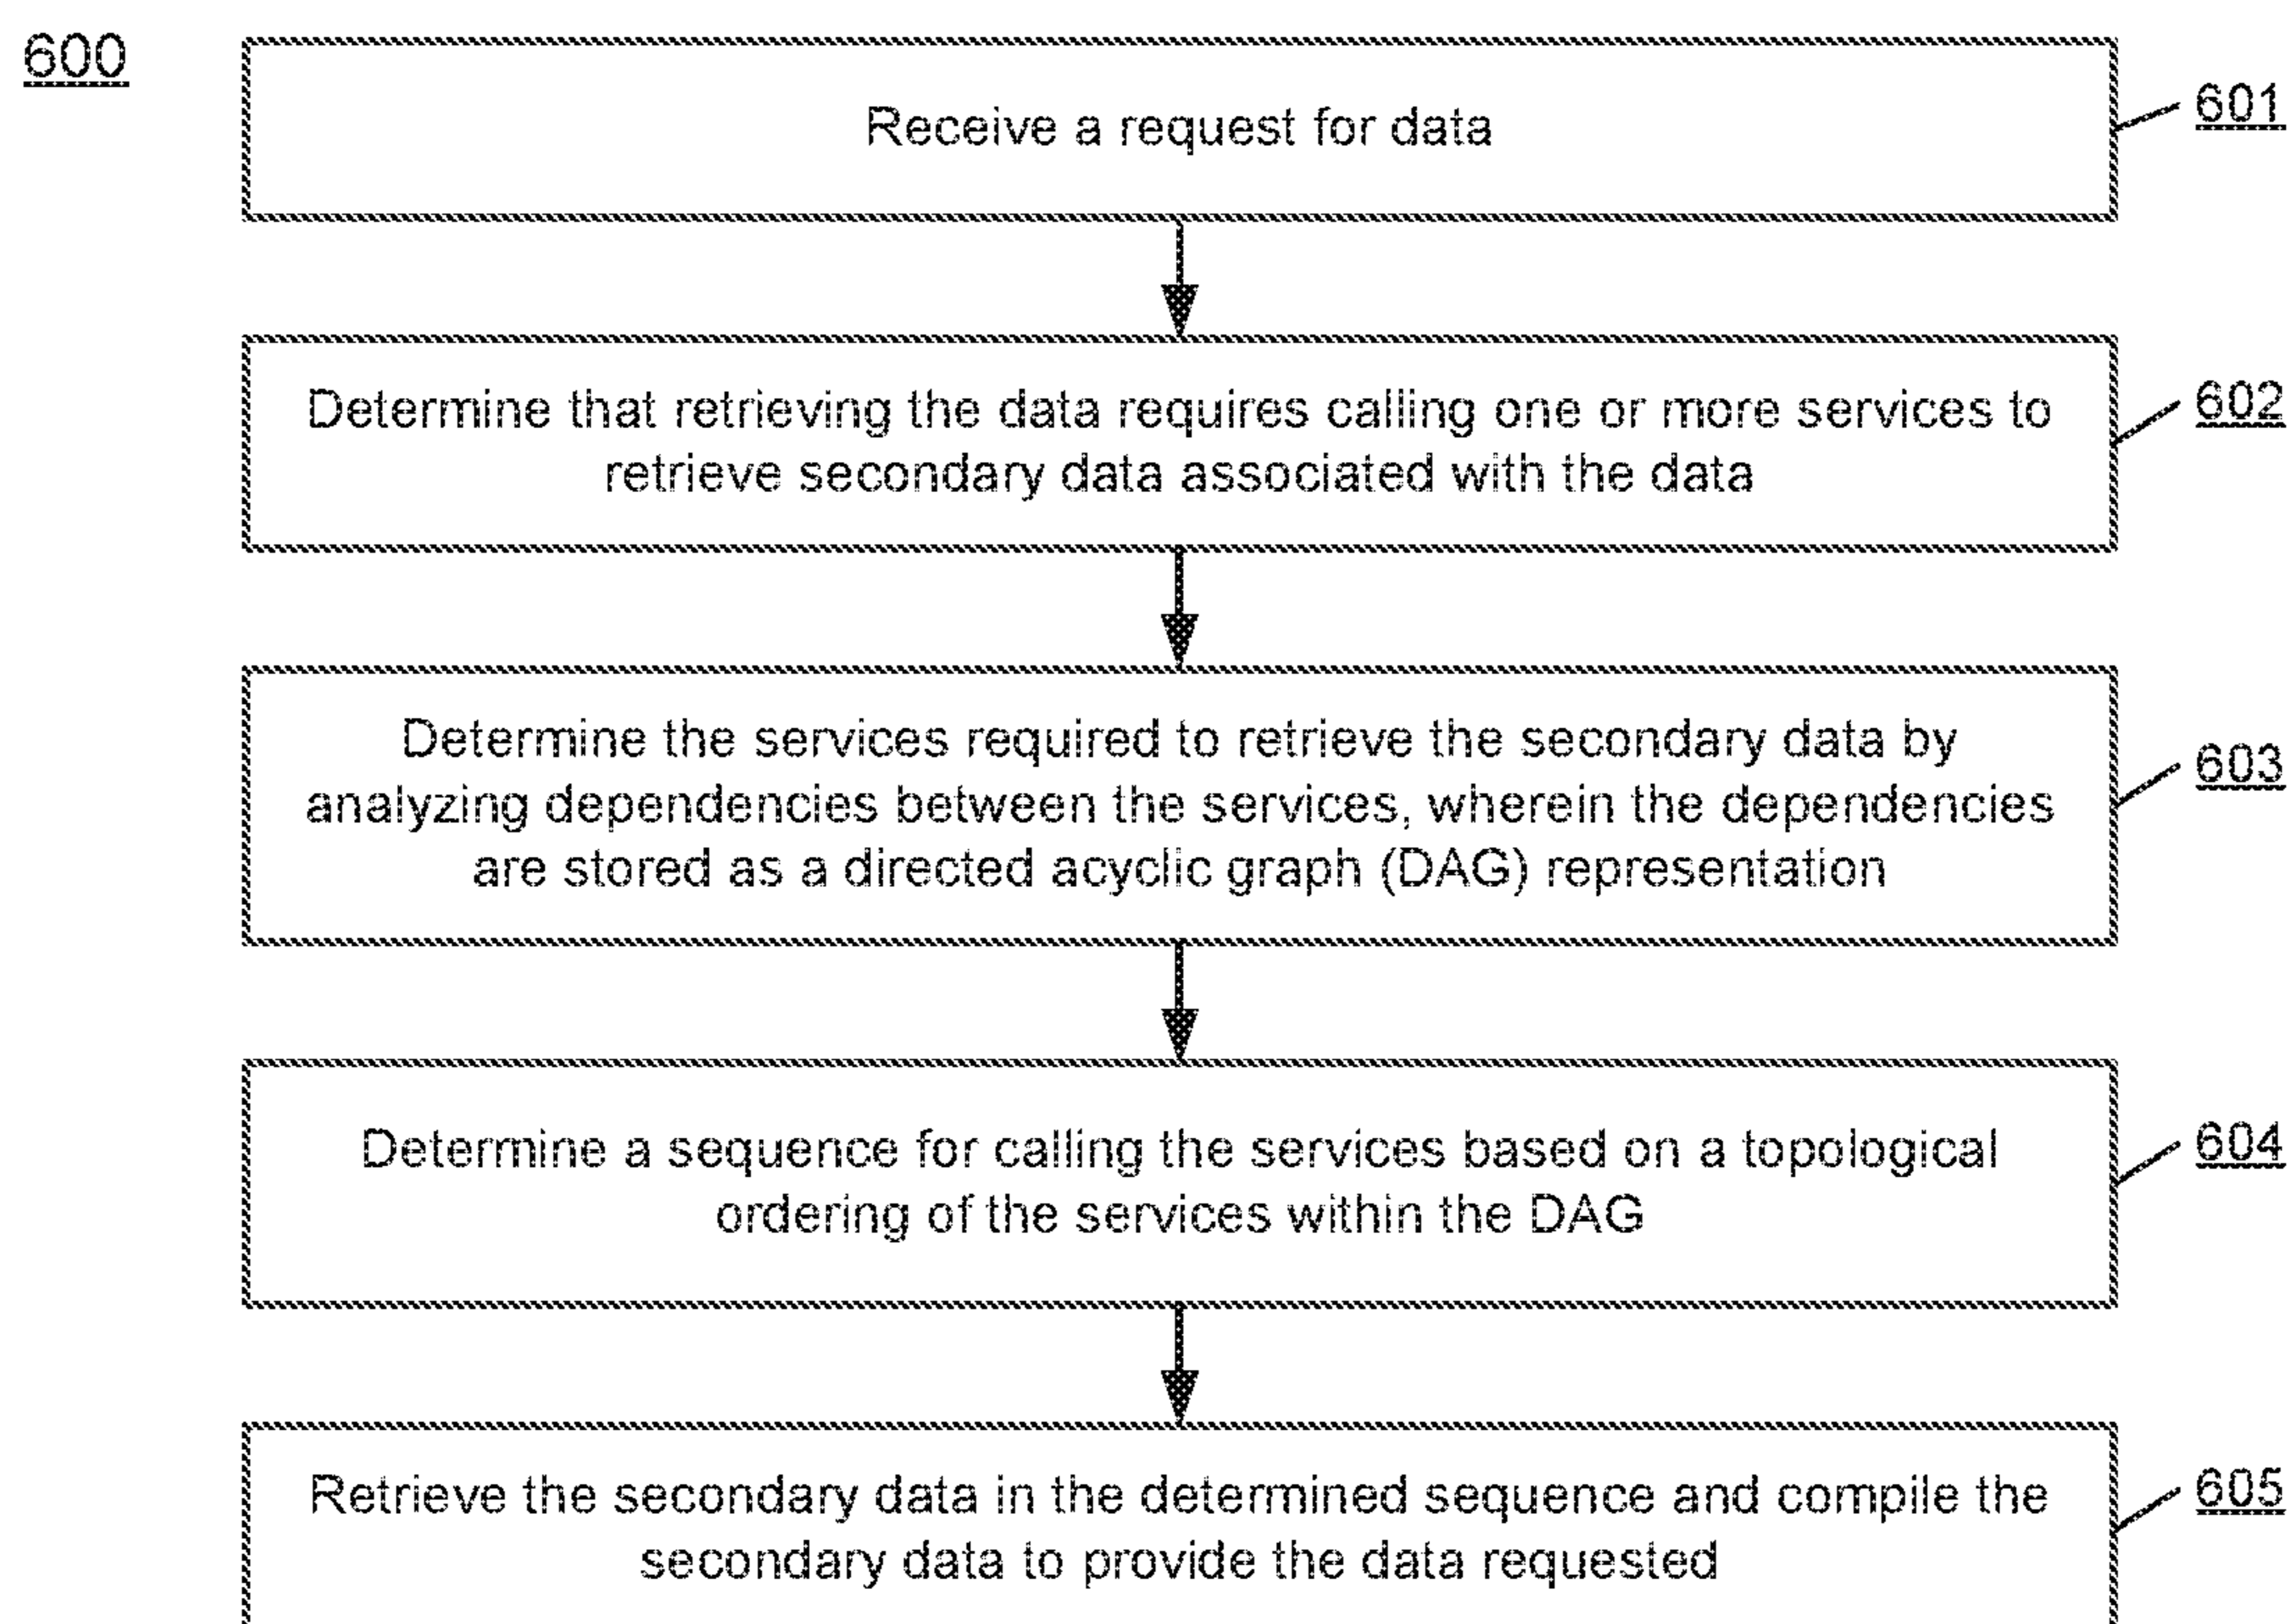 600
Receive a request for data
601
Determine that retrieving the data requires calling one or more services to
retrieve secondary data associated with the data
602
Determine the services required to retrieve the secondary data by
analyzing dependencies between the services, wherein the dependencies
are stored as a directed acyclic graph (DAG) representation
603
Determine a sequence for calling the services based on a topological
ordering of the services within the DAG
604
Retrieve the secondary data in the determined sequence and compile the
secondary data to provide the data requested
605